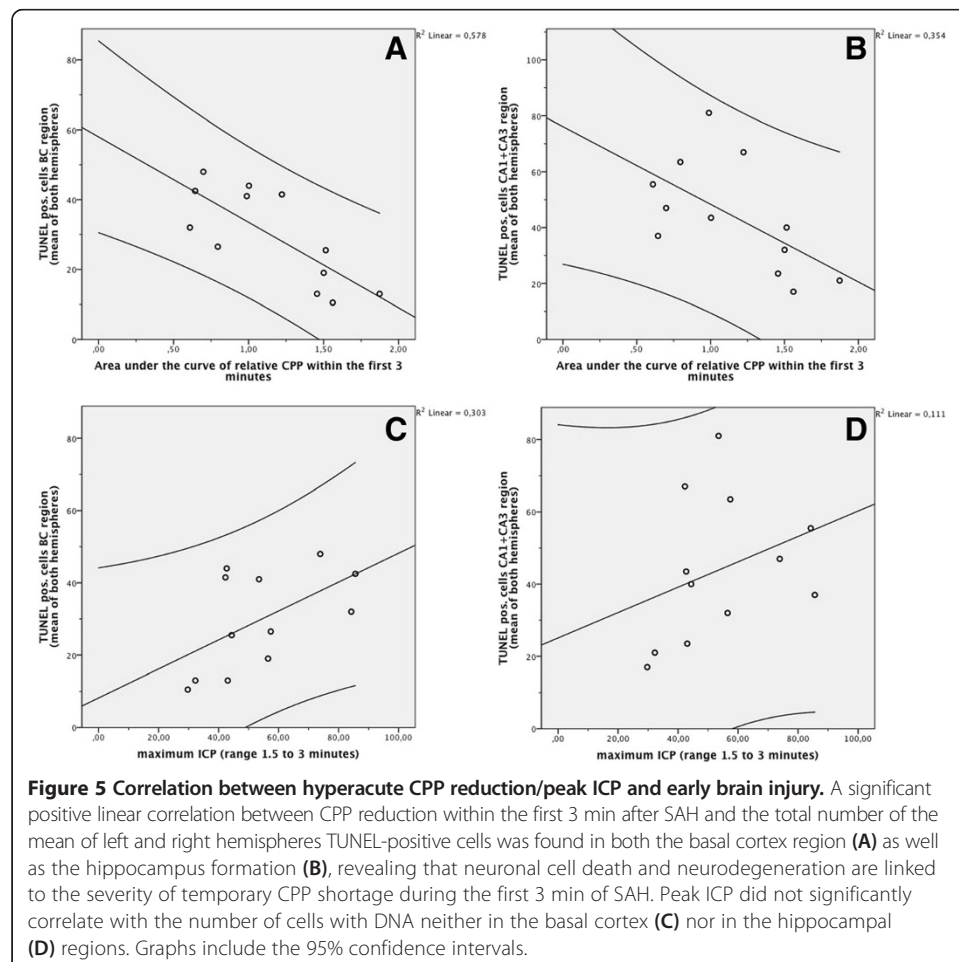 A
R² Linear = 0,578
TUNEL pos. cells BC region
(mean of both hemispheres)
80
60
40
20
0
,00 ,50 1,00 1,50 2,00
Area under the curve of relative CPP within the first 3
minutes
B
R² Linear = 0,354
TUNEL pos. cells CA1+CA3 region
(mean of both hemispheres)
100
80
60
40
20
0
,00 ,50 1,00 1,50 2,00
Area under the curve of relative CPP within the first 3
minutes
C
R² Linear = 0,303
TUNEL pos. cells BC region
(mean of both hemispheres)
80
60
40
20
0
,00 20,00 40,00 60,00 80,00 100,00
maximum ICP (range 1.5 to 3 minutes)
D
R² Linear = 0,111
TUNEL pos. cells CA1+CA3 region
(mean of both hemispheres)
80
60
40
20
0
,00 20,00 40,00 60,00 80,00 100,00
maximum ICP (range 1.5 to 3 minutes)
Figure 5 Correlation between hyperacute CPP reduction/peak ICP and early brain injury. A significant
positive linear correlation between CPP reduction within the first 3 min after SAH and the total number of the
mean of left and right hemispheres TUNEL-positive cells was found in both the basal cortex region (A) as well
as the hippocampus formation (B), revealing that neuronal cell death and neurodegeneration are linked
to the severity of temporary CPP shortage during the first 3 min of SAH. Peak ICP did not significantly
correlate with the number of cells with DNA neither in the basal cortex (C) nor in the hippocampal
(D) regions. Graphs include the 95% confidence intervals.